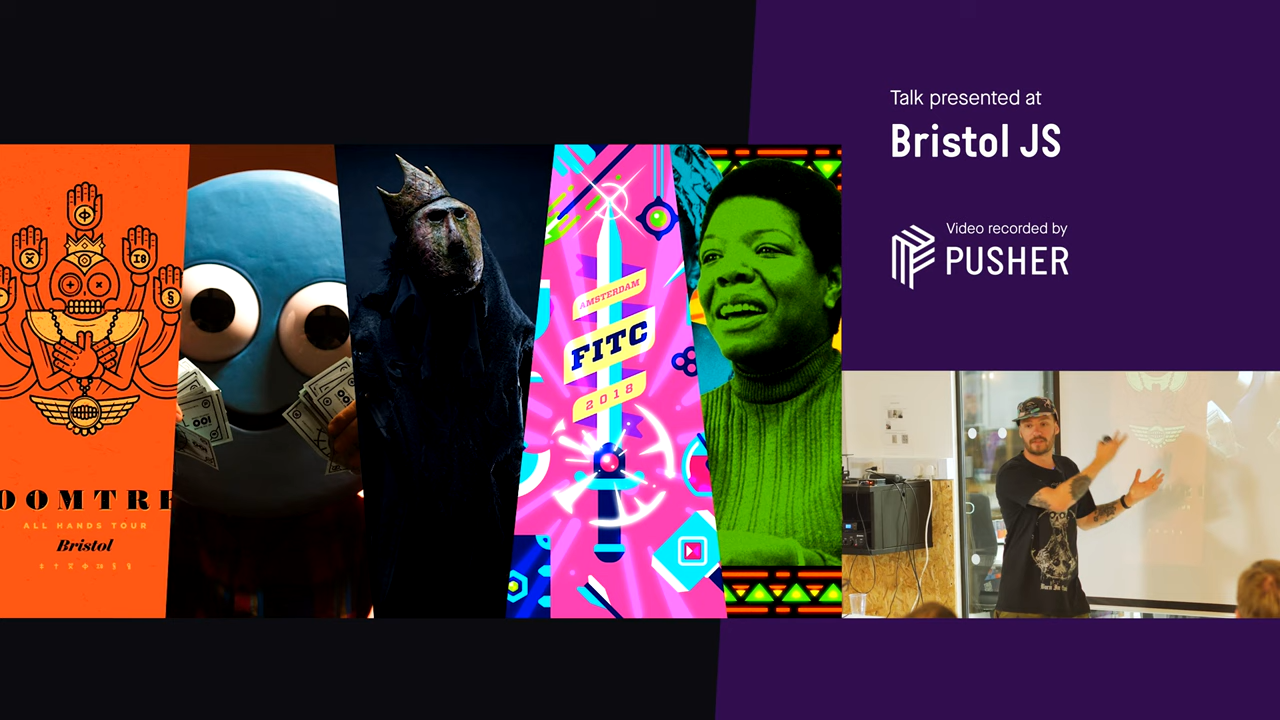 OOMTRE
ALL HANDS TOUR
Bristol
AMSTERDAM
FITC
2018
Talk presented at
Bristol JS
Video recorded by
PUSHER